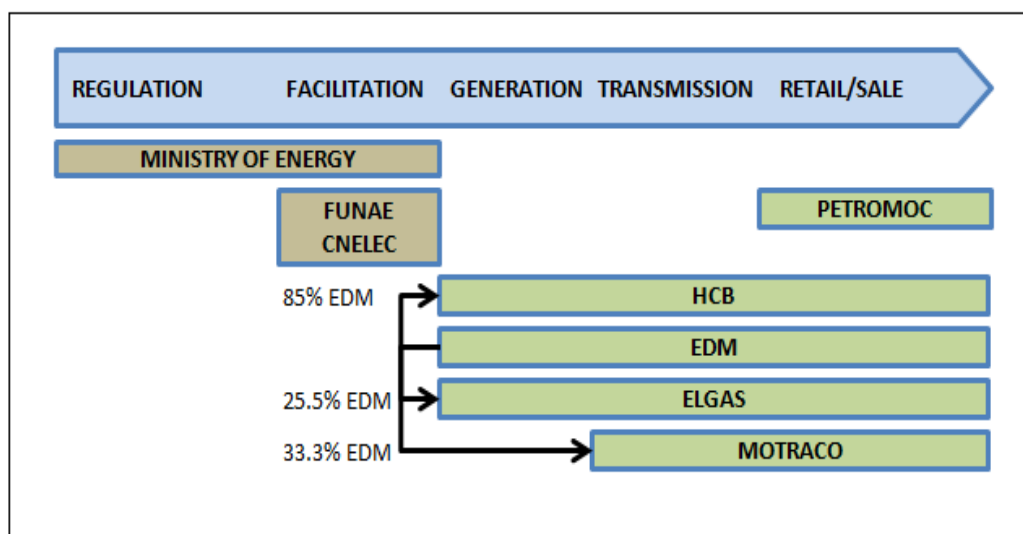 REGULATION FACILITATION GENERATION TRANSMISSION RETAIL/SALE
MINISTRY OF ENERGY
FUNAE
CNELEC
PETROMOC
85% EDM
HCB
EDM
25.5% EDM
ELGAS
33.3% EDM
MOTRACO